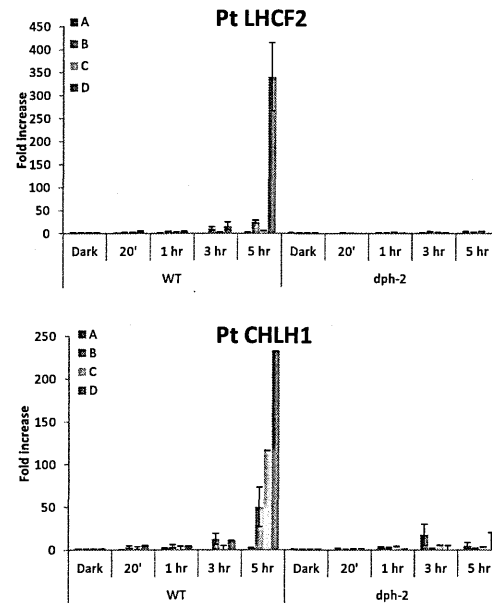 Pt LHCF2
Fold increase
450
400
350
300
250
200
150
100
50
0
A
B
C
D
Dark 20' 1 hr 3 hr 5 hr Dark 20' 1 hr 3 hr 5 hr
WT dph-2
Pt CHLH1
250
200
150
100
50
0
A
B
C
D
Fold increase
Dark 20' 1 hr 3 hr 5 hr Dark 20' 1 hr 3 hr 5 hr
WT dph-2